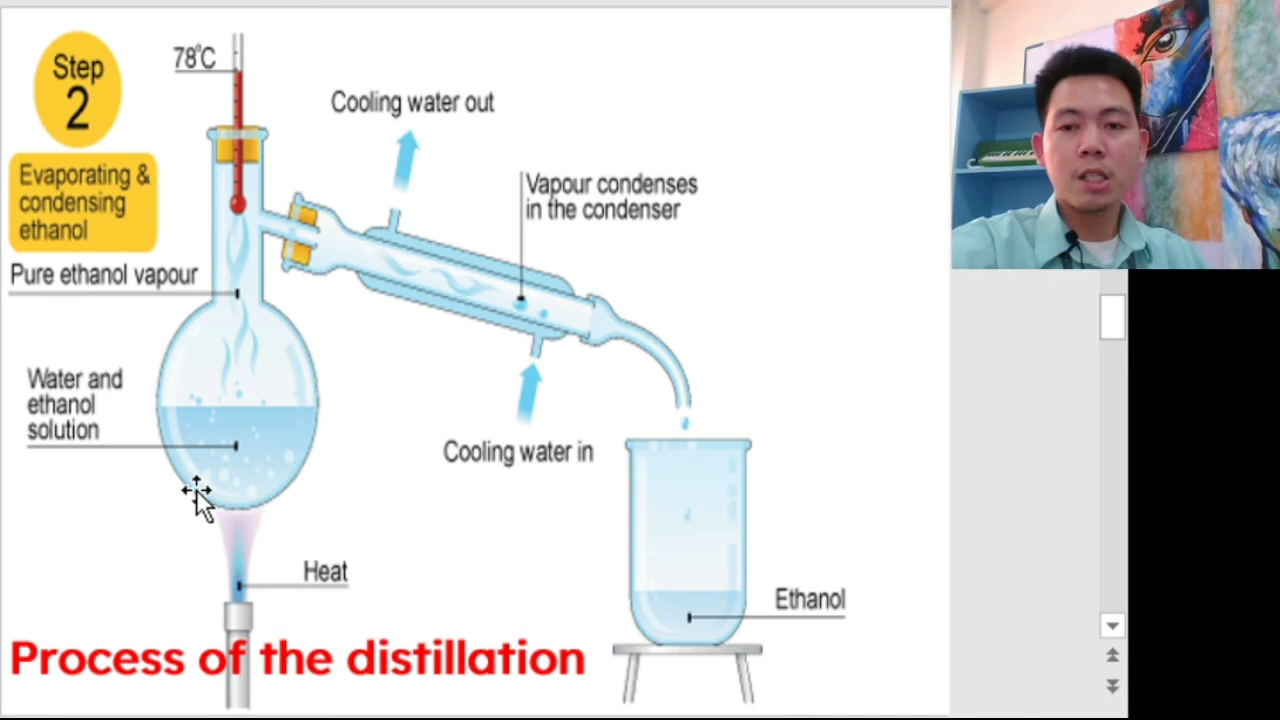 Step
2
78°C
Cooling water out
Evaporating &
condensing
ethanol
Vapour condenses
in the condenser
Pure ethanol vapour
Water and
ethanol
solution
Cooling water in
Heat
Ethanol
Process of the distillation